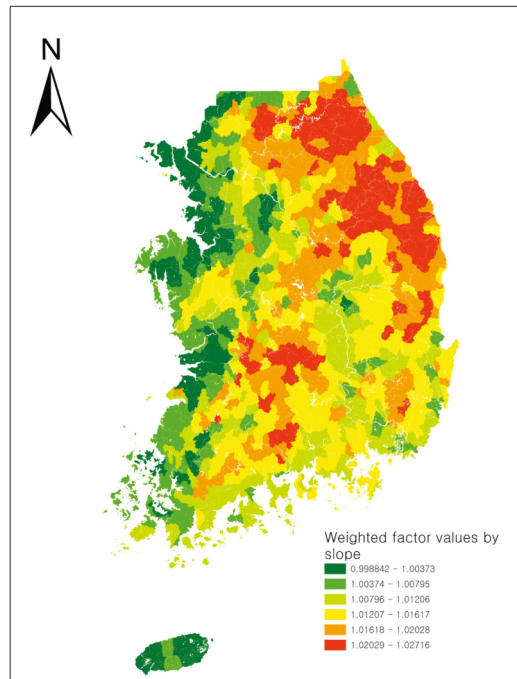 N
Weighted factor values by
slope
0.998842 - 1.00373
1.00374 - 1.00795
1.00796 - 1.01206
1.01207 - 1.01617
1.01618 - 1.02028
1.02029 - 1.02716